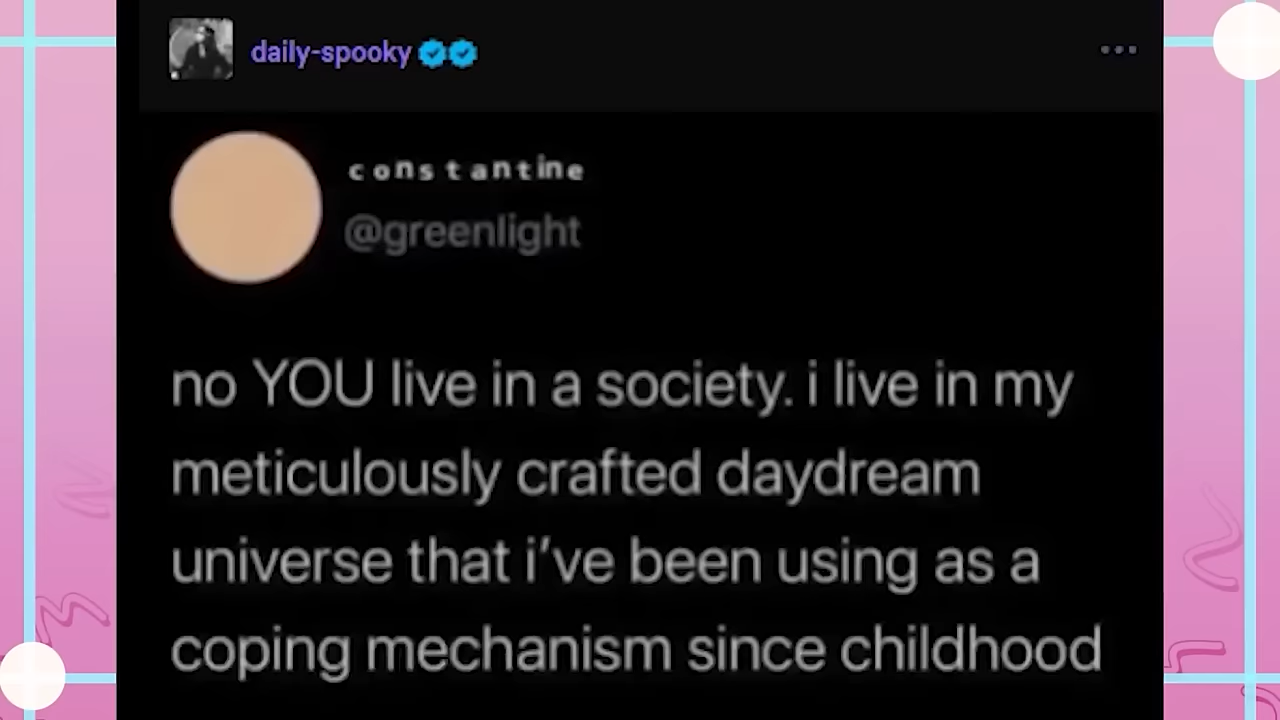 daily-spooky
constantine
@greenlight
no YOU live in a society. i live in my
meticulously crafted daydream
universe that i've been using as a
coping mechanism since childhood